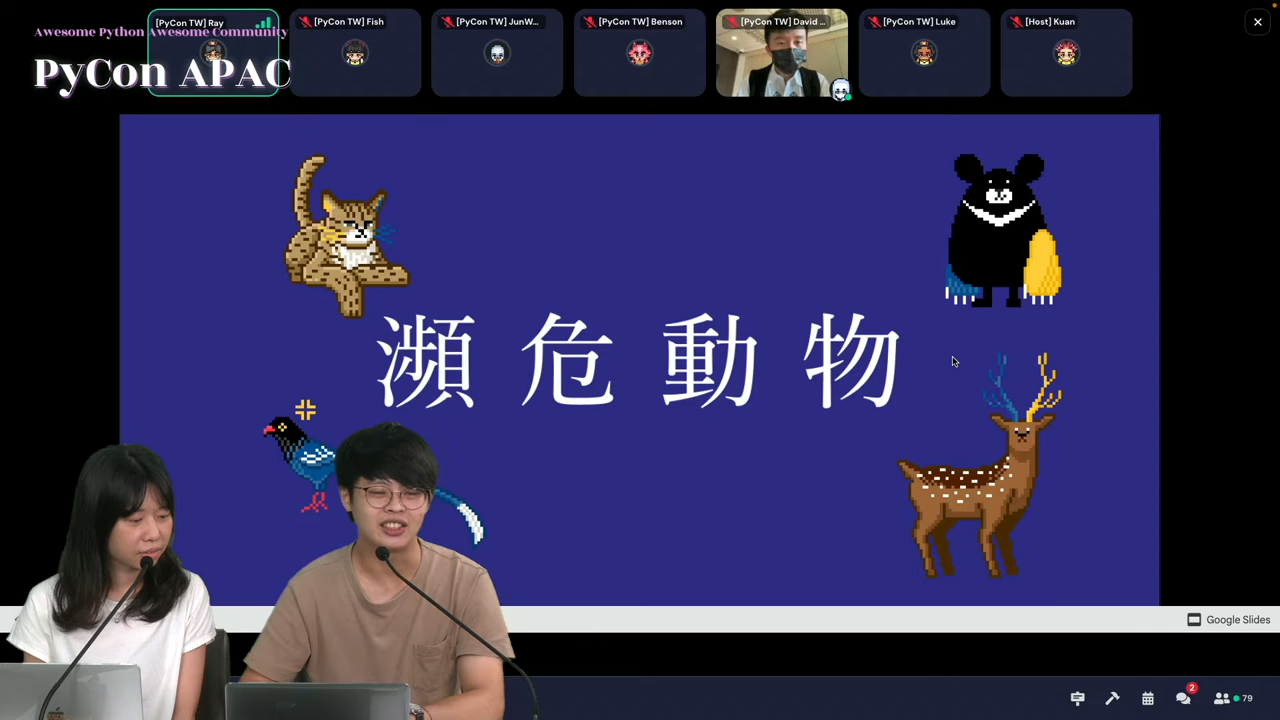 [PyCon TW] Ray
[PyCon TW] Fish
[PyCon TW] JunW...
[PyCon TW] Benson
[PyCon TW] David ...
[PyCon TW] Luke
[Host] Kuan
Awesome Python Awesome Community
PyCon APAC
瀕危動物
Google Slides
2
79